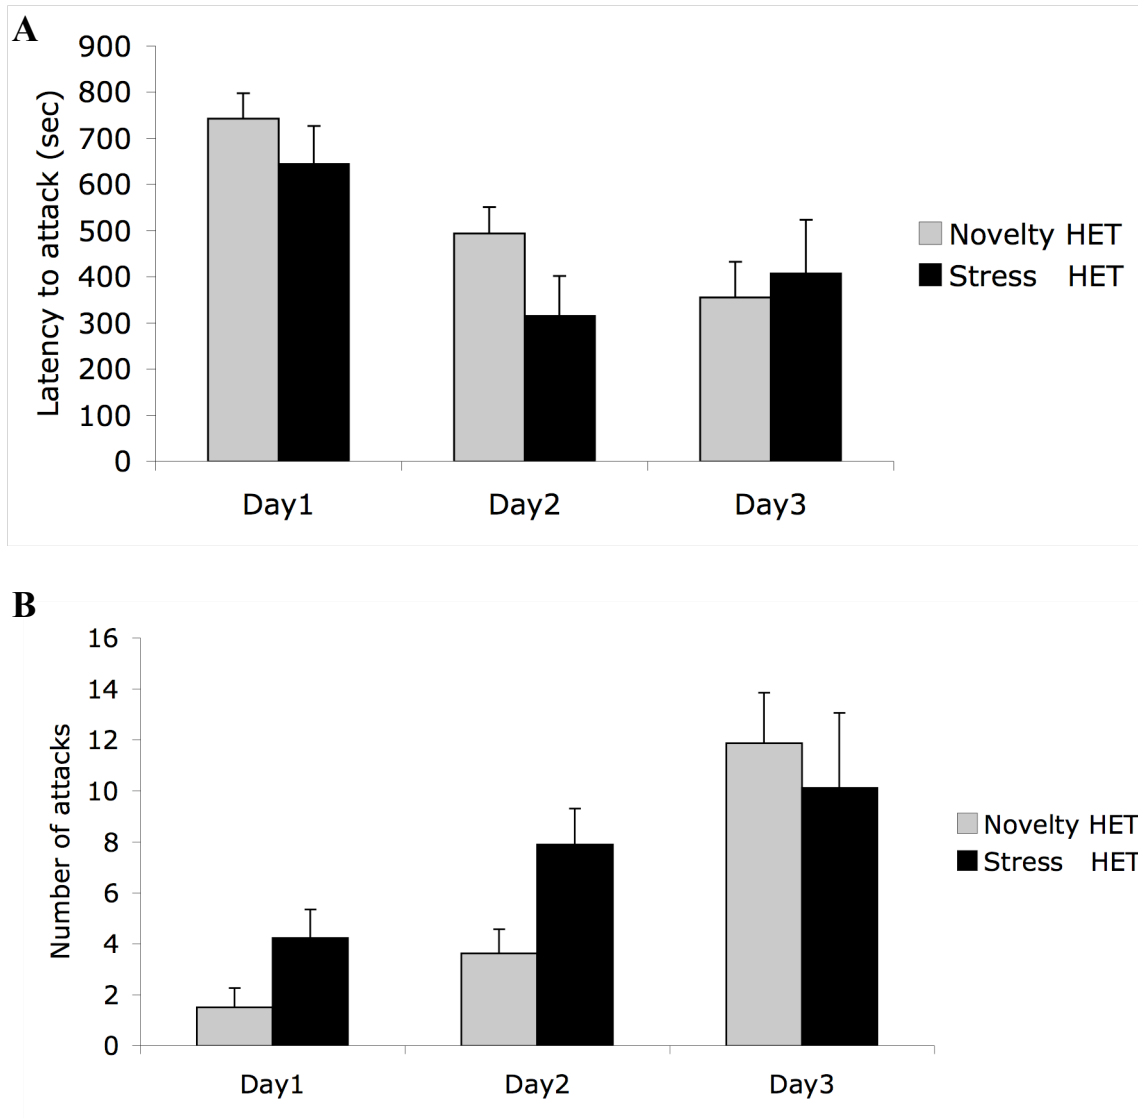 A
900
800
700
600
500
400
300
200
100
0
Latency to attack (sec)
Day1 Day2 Day3
Novelty HET
Stress HET
B
16
14
12
10
8
6
4
2
0
Number of attacks
Day1 Day2 Day3
Novelty HET
Stress HET